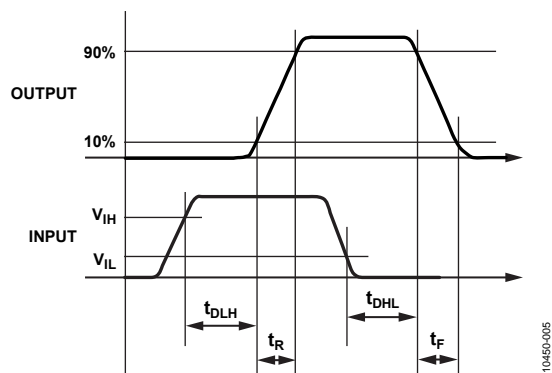 90%
OUTPUT
10%
V_IH
INPUT
V_IL
t_DLH
t_DHL
t_R
t_F
10450-005